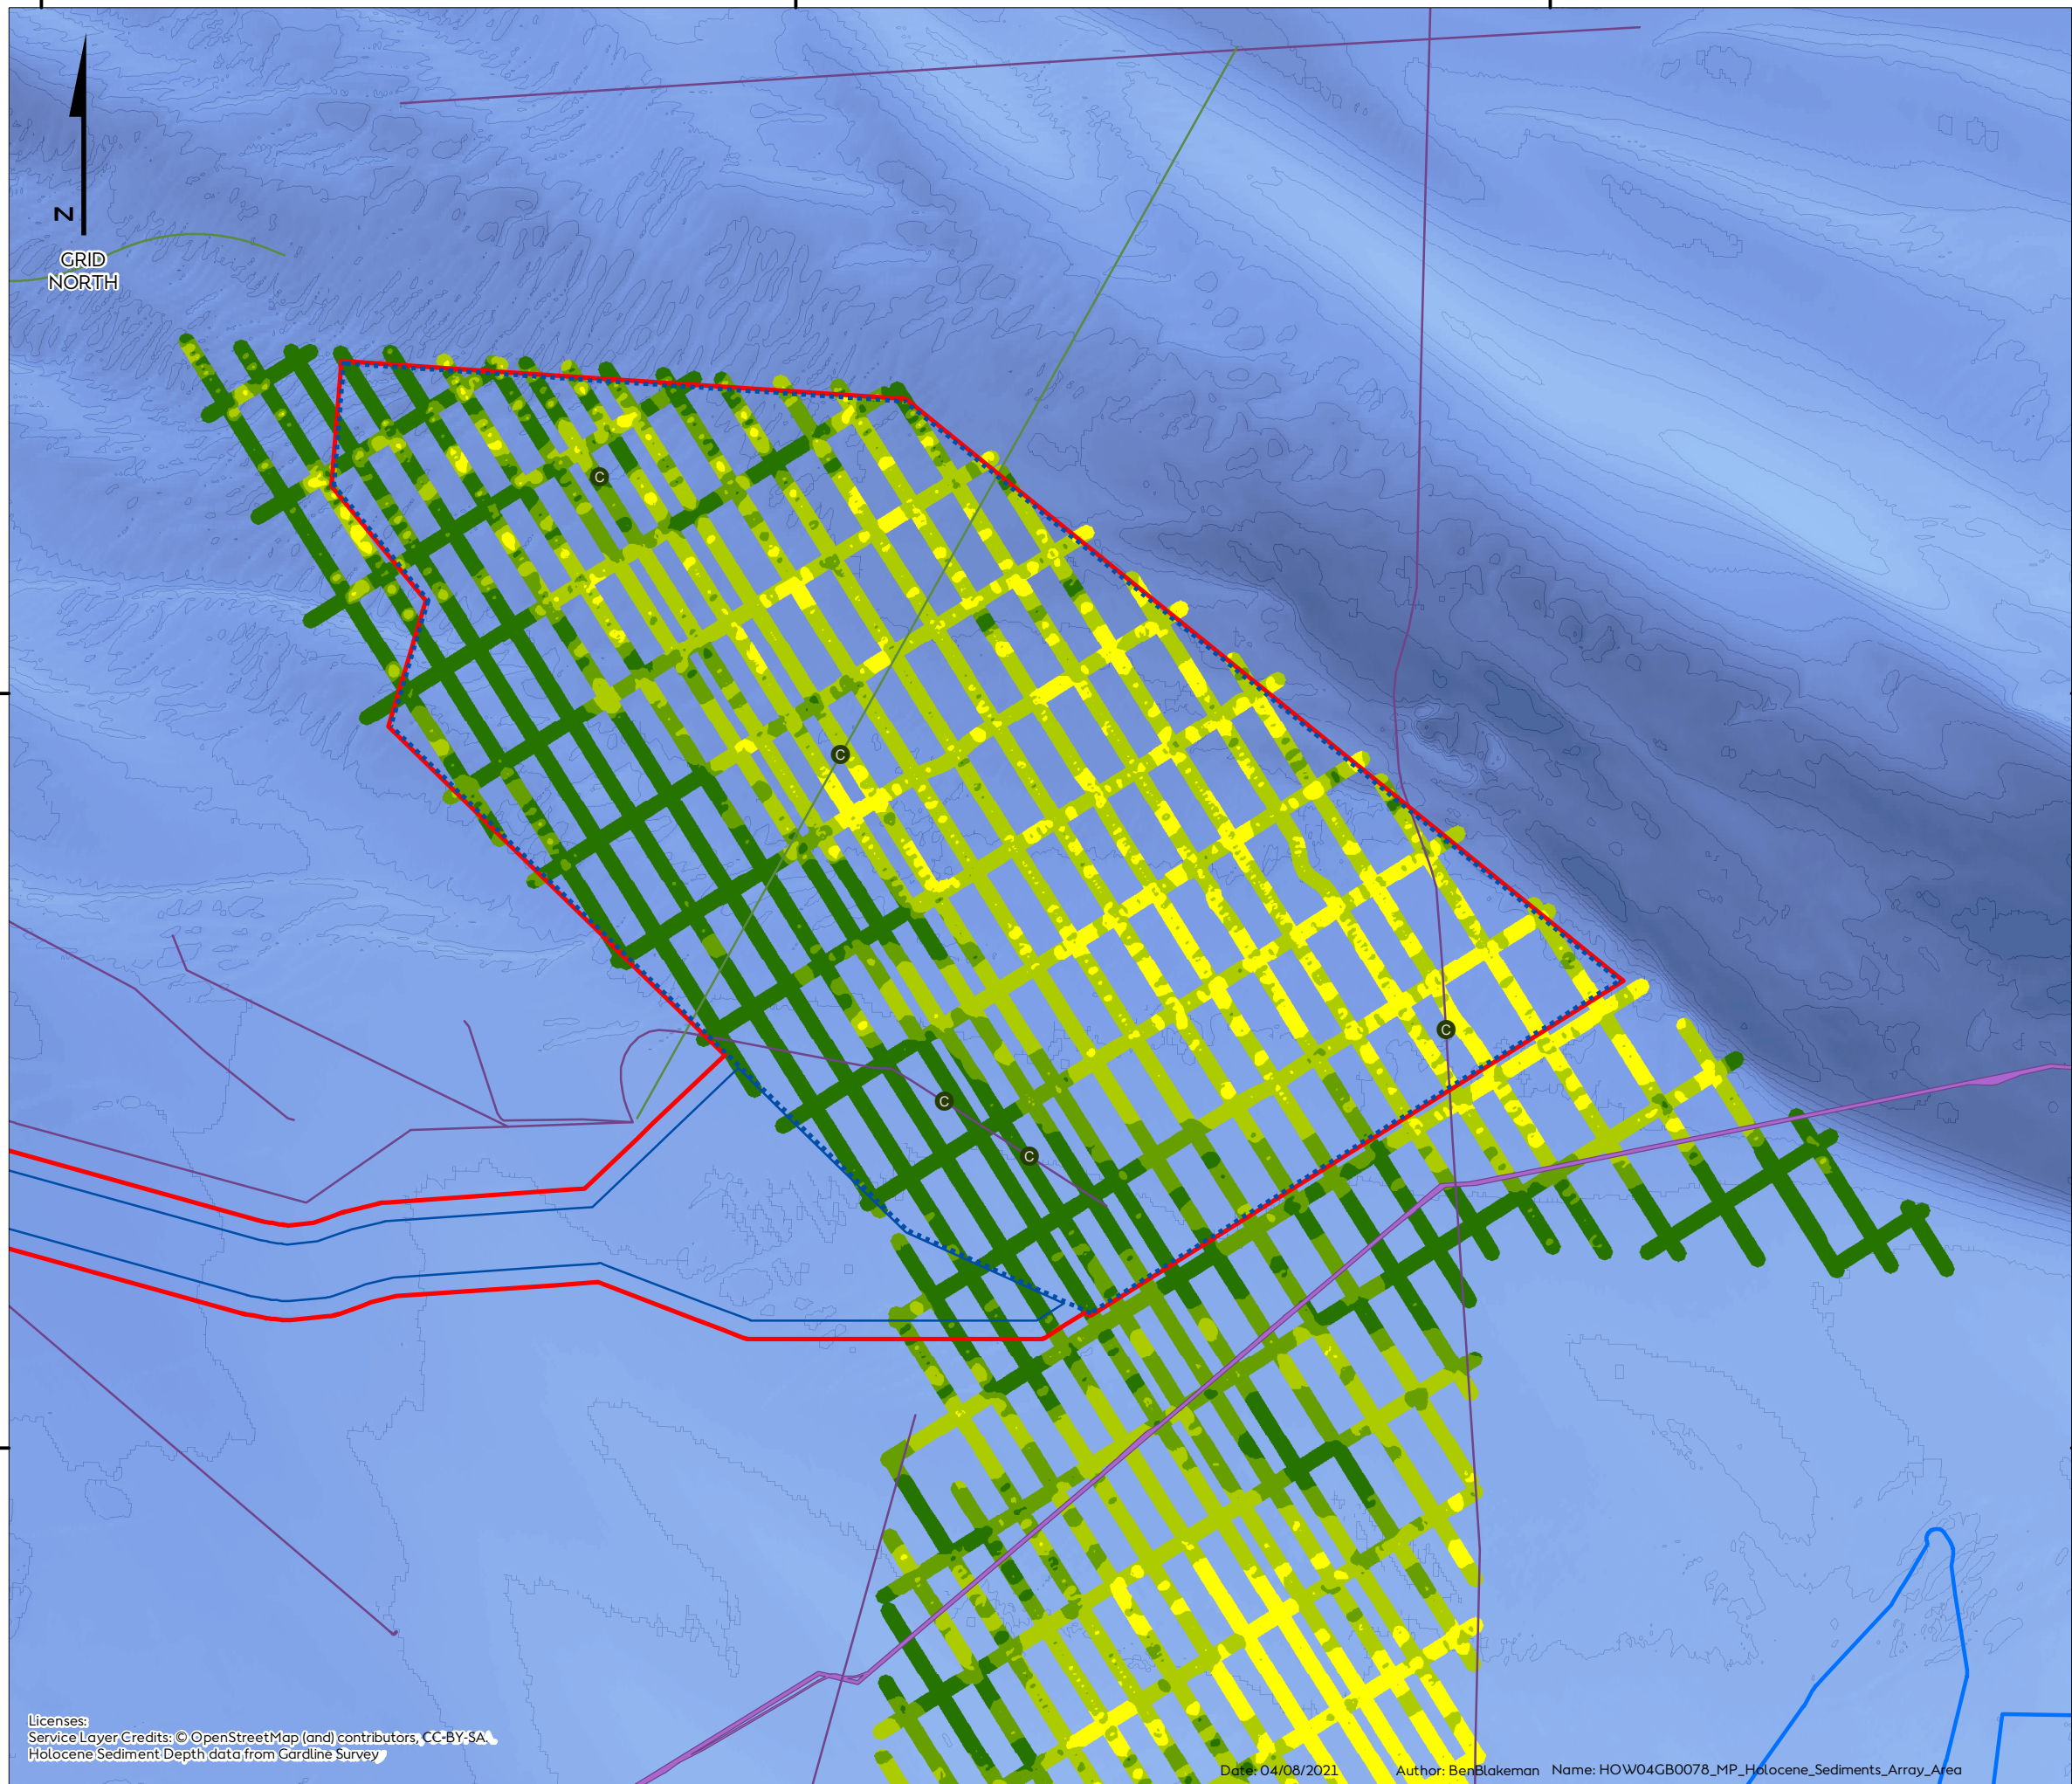 N
GRID
NORTH
C
C
C
C
C
Licenses:
Service Layer Credits: © OpenStreetMap (and) contributors, CC-BY-SA.
Holocene Sediment Depth data from Gardline Survey
Date: 04/08/2021 Author: BenBlakeman Name: HOW04GB0078_MP_Holocene_Sediments_Array_Area